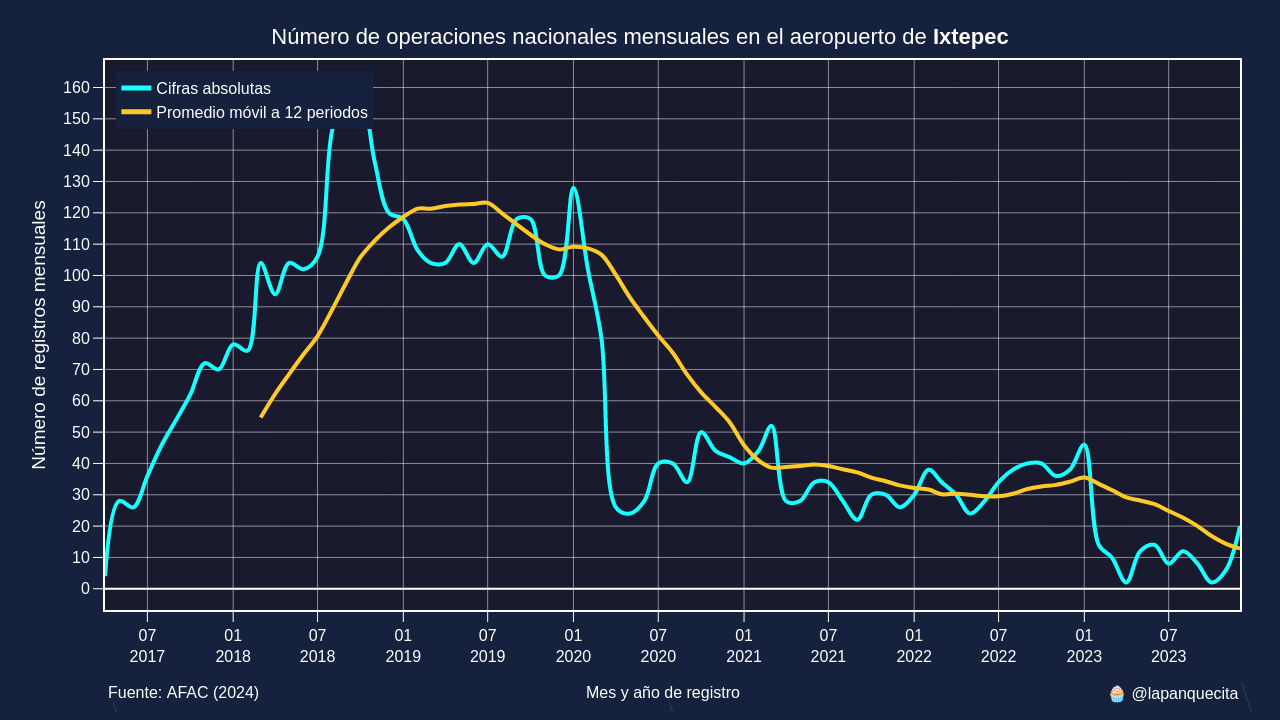 Número de operaciones nacionales mensuales en el aeropuerto de Ixtepec
Cifras absolutas
Promedio móvil a 12 periodos
Número de registros mensuales
160
150
140
130
120
110
100
90
80
70
60
50
40
30
20
10
0
07 01 07 01 07 01 07 01 07 01 07 01 07
2017 2018 2018 2019 2019 2020 2020 2021 2021 2022 2022 2023 2023
Fuente: AFAC (2024) Mes y año de registro 🧁 @lapanquecita